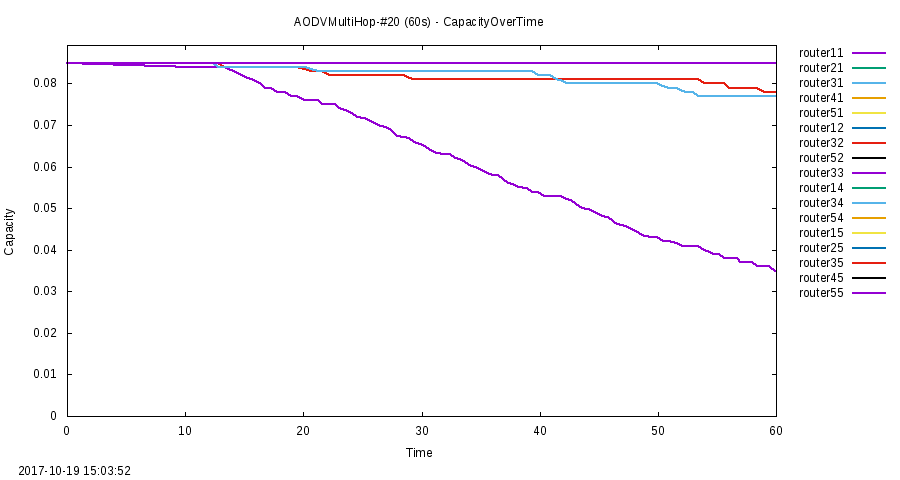 AODVMultiHop-#20 (60s) - CapacityOverTime
router11
router21
router31
router41
router51
router12
router32
router52
router33
router14
router34
router54
router15
router25
router35
router45
router55
0.08
0.07
0.06
0.05
0.04
0.03
0.02
0.01
0
Capacity
0 10 20 30 40 50 60
Time
2017-10-19 15:03:52